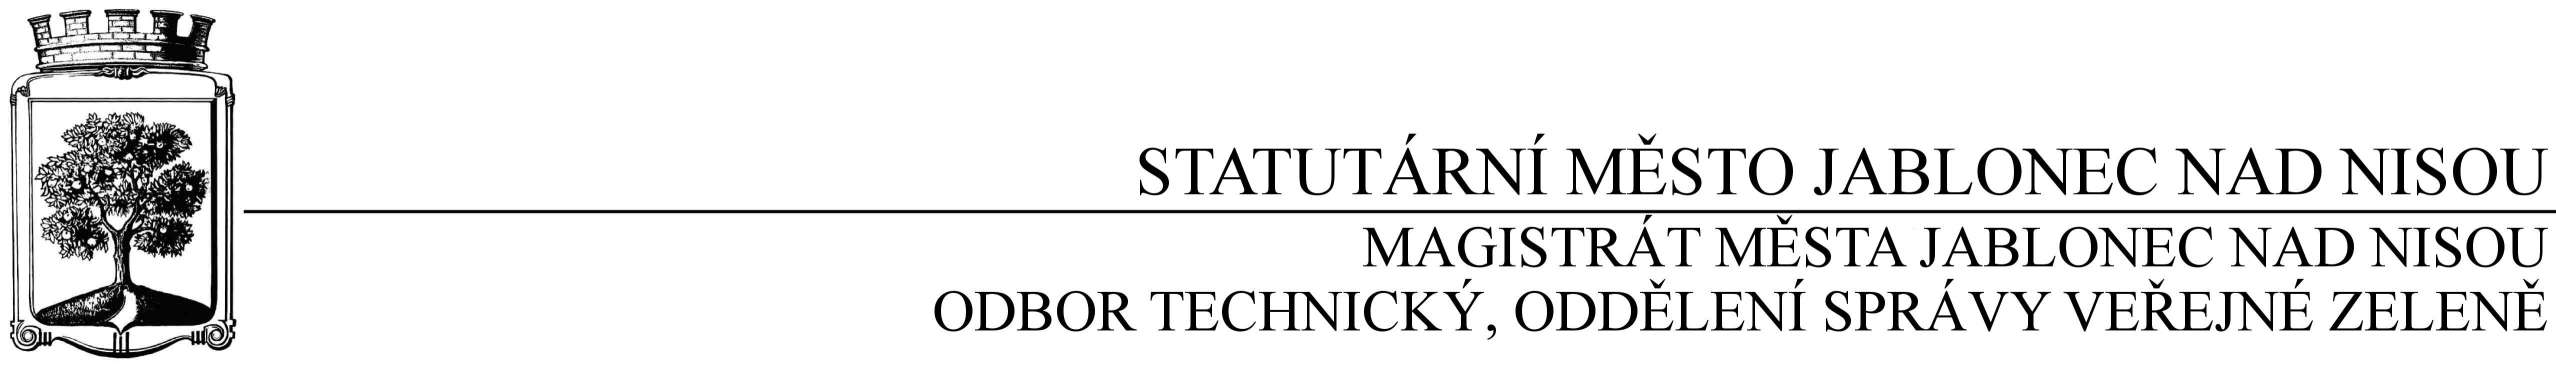 STATUTÁRNÍ MĚSTO JABLONEC NAD NISOU
MAGISTRÁT MĚSTA JABLONEC NAD NISOU
ODBOR TECHNICKÝ, ODDĚLENÍ SPRÁVY VEŘEJNÉ ZELENĚ